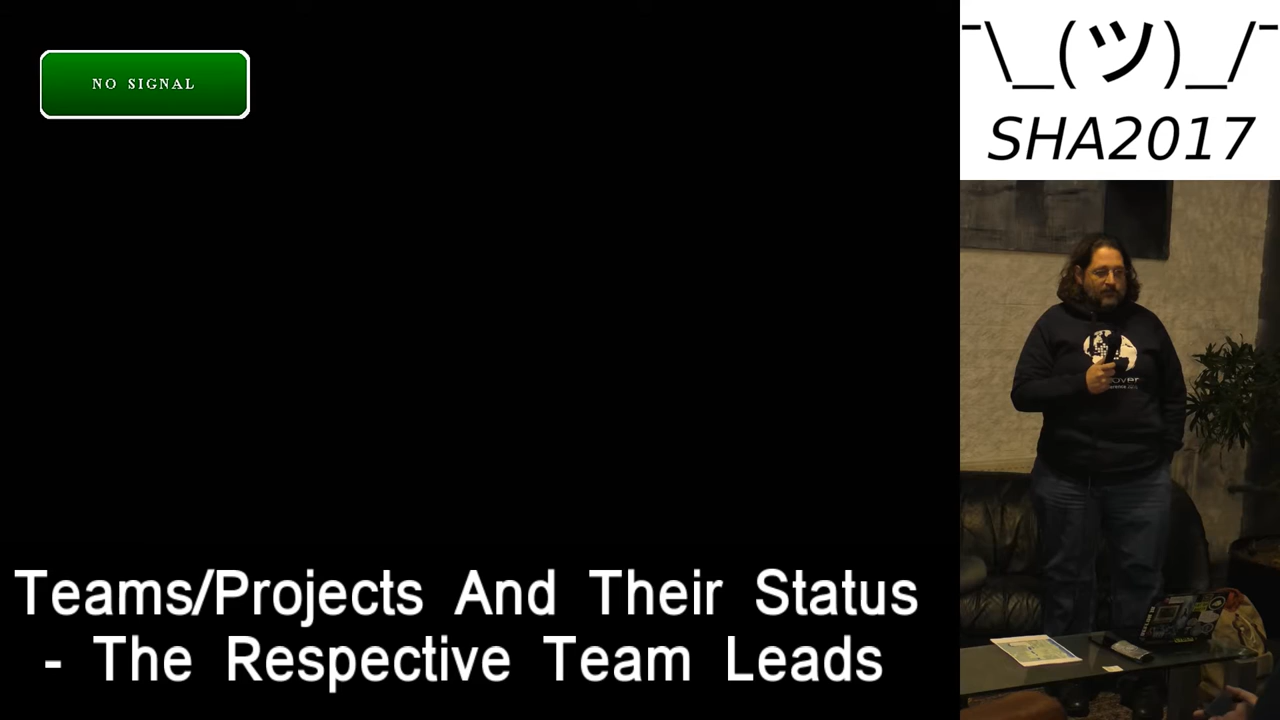 NO SIGNAL
¯\_(ツ)_/¯
SHA2017
Teams/Projects And Their Status
- The Respective Team Leads